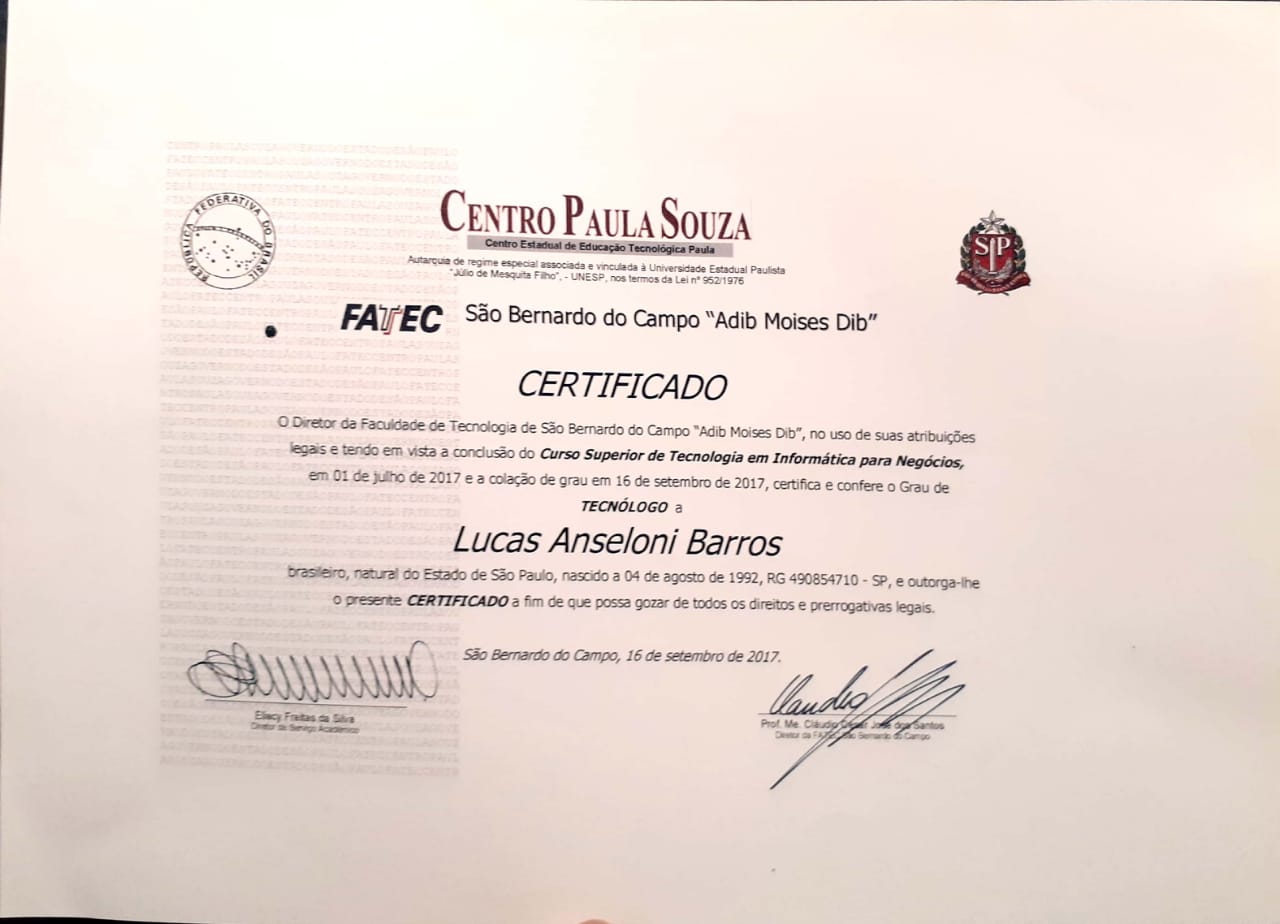 REPÚBLICA FEDERATIVA DO BRASIL
CENTRO PAULA SOUZA
Centro Estadual de Educação Tecnológica Paula
Autarquia de regime especial associada e vinculada à Universidade Estadual Paulista
"Júlio de Mesquita Filho", - UNESP, nos termos da Lei nº 952/1976
SP
FATEC São Bernardo do Campo "Adib Moises Dib"
CERTIFICADO
O Diretor da Faculdade de Tecnologia de São Bernardo do Campo "Adib Moises Dib", no uso de suas atribuições
legais e tendo em vista a conclusão do Curso Superior de Tecnologia em Informática para Negócios,
em 01 de julho de 2017 e a colação de grau em 16 de setembro de 2017, certifica e confere o Grau de
TECNÓLOGO a
Lucas Anseloni Barros
brasileiro, natural do Estado de São Paulo, nascido a 04 de agosto de 1992, RG 490854710 - SP, e outorga-lhe
o presente CERTIFICADO a fim de que possa gozar de todos os direitos e prerrogativas legais.
São Bernardo do Campo, 16 de setembro de 2017.
Eliacy Freitas da Silva
Diretor de Serviço Acadêmico
Prof. Me. Cláudio César José dos Santos
Diretor da FATEC São Bernardo do Campo